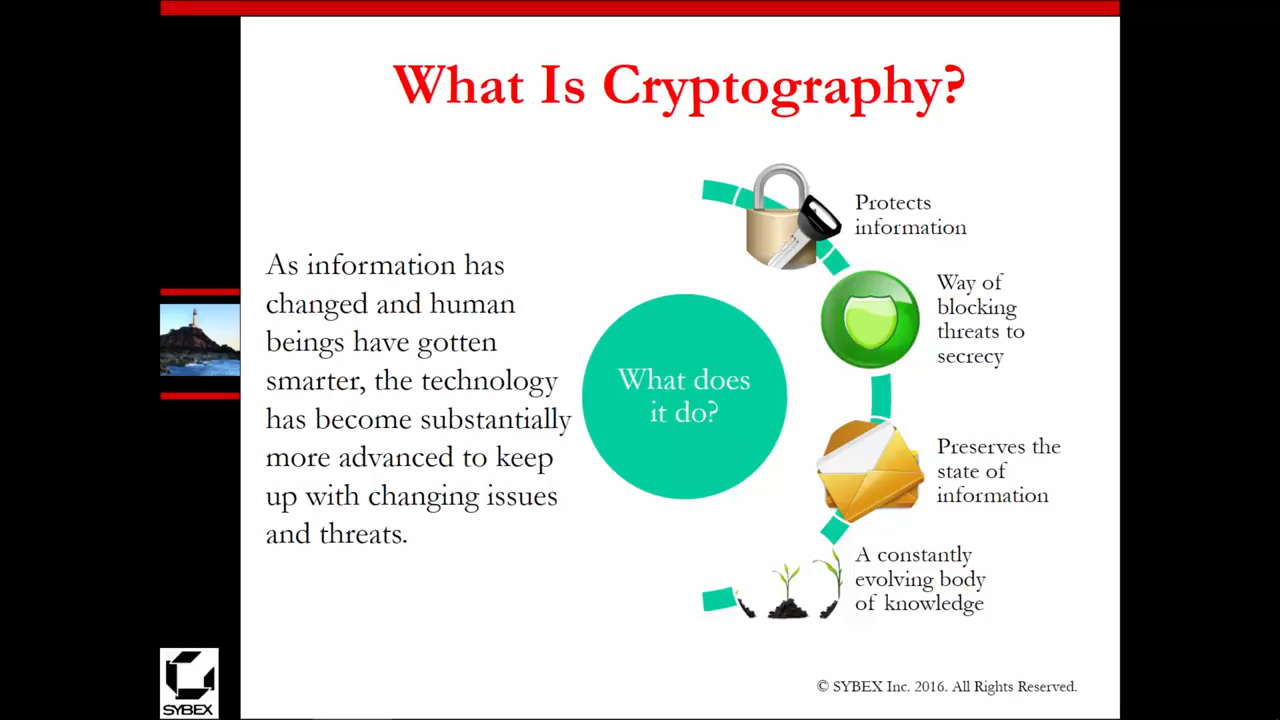 What Is Cryptography?
As information has
changed and human
beings have gotten
smarter, the technology
has become substantially
more advanced to keep
up with changing issues
and threats.
What does
it do?
Protects
information
Way of
blocking
threats to
secrecy
Preserves the
state of
information
A constantly
evolving body
of knowledge
SYBEX
© SYBEX Inc. 2016. All Rights Reserved.